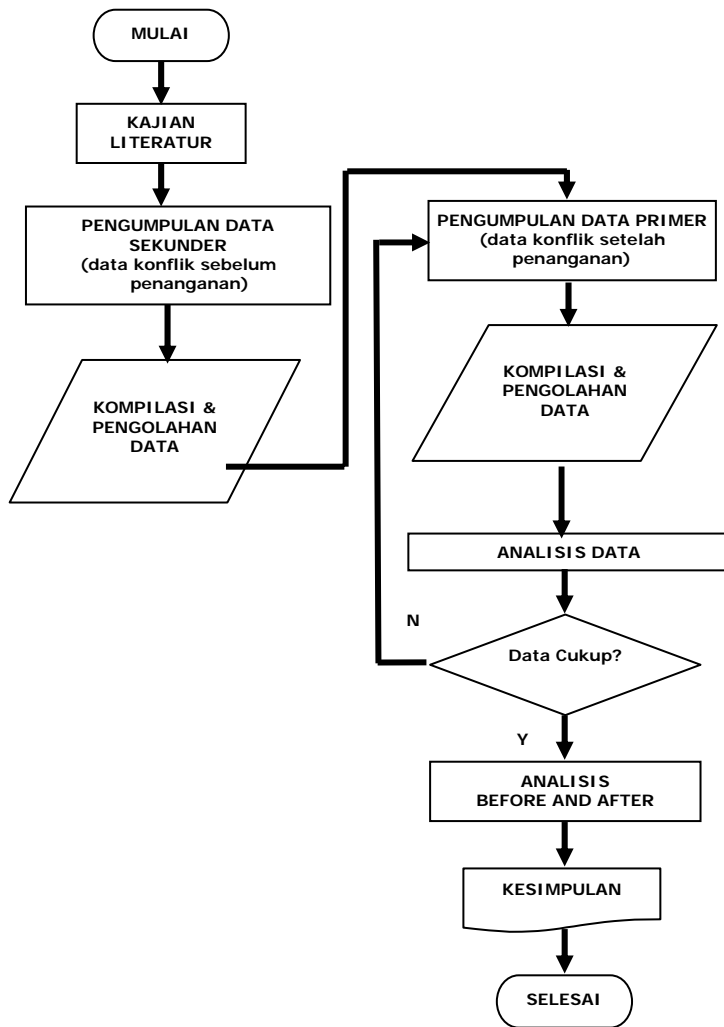 MULAI
KAJIAN
LITERATUR
PENGUMPULAN DATA
SEKUNDER
(data konflik sebelum
penanganan)
KOMPILASI &
PENGOLAHAN
DATA
PENGUMPULAN DATA PRIMER
(data konflik setelah
penanganan)
KOMPILASI &
PENGOLAHAN
DATA
ANALISIS DATA
N
Data Cukup?
Y
ANALISIS
BEFORE AND AFTER
KESIMPULAN
SELESAI